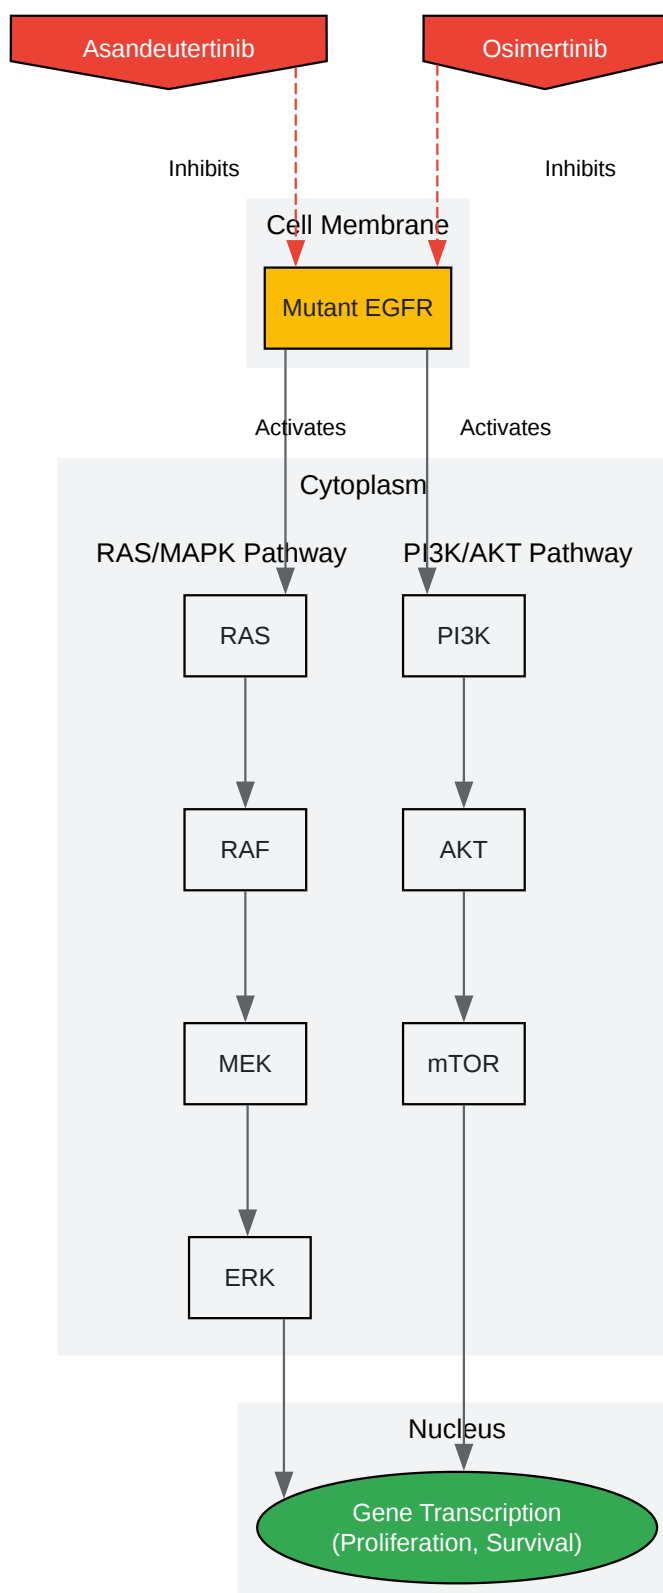 Asandeutertinib
Osimertinib
Inhibits
Inhibits
Cell Membrane
Mutant EGFR
Activates
Activates
Cytoplasm
RAS/MAPK Pathway
PI3K/AKT Pathway
RAS
PI3K
RAF
AKT
MEK
mTOR
ERK
Nucleus
Gene Transcription
(Proliferation, Survival)